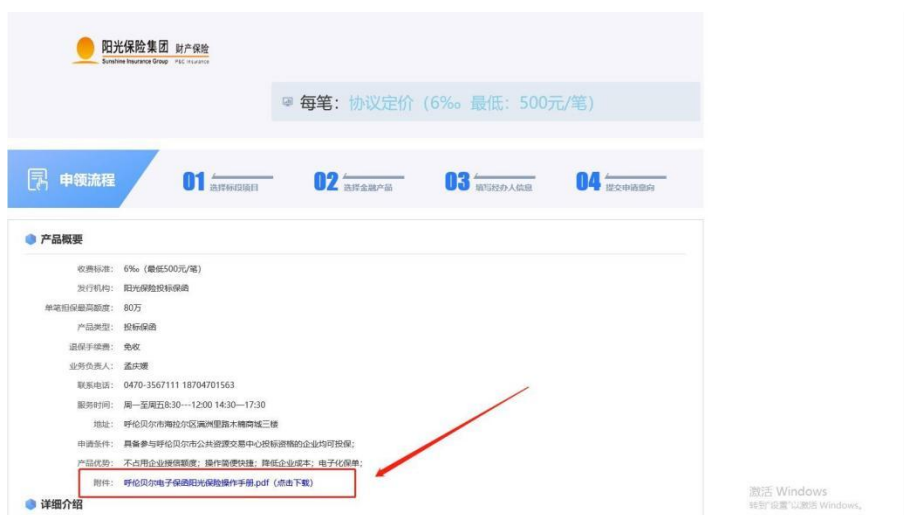 阳光保险集团 财产保险
Sunshine Insurance Group P&C Insurance
每笔：协议定价（6‰ 最低：500元/笔）
申领流程
01 选择标段项目
02 选择金融产品
03 填写经办人信息
04 提交申请意向
产品概要
收费标准： 6‰（最低500元/笔）
发行机构： 阳光保险投标保函
单笔担保最高额度： 80万
产品类型： 投标保函
退保手续费： 免收
业务负责人： 孟庆媛
联系电话： 0470-3567111 18704701563
服务时间： 周一至周五8:30---12:00 14:30—17:30
地址： 呼伦贝尔市海拉尔区满洲里路木楠商城三楼
申请条件： 具备参与呼伦贝尔市公共资源交易中心投标资格的企业均可投保；
产品优势： 不占用企业授信额度；操作简便快捷；降低企业成本；电子化保单；
附件： 呼伦贝尔电子保函阳光保险操作手册.pdf（点击下载）
详细介绍
激活 Windows
转到"设置"以激活 Windows。